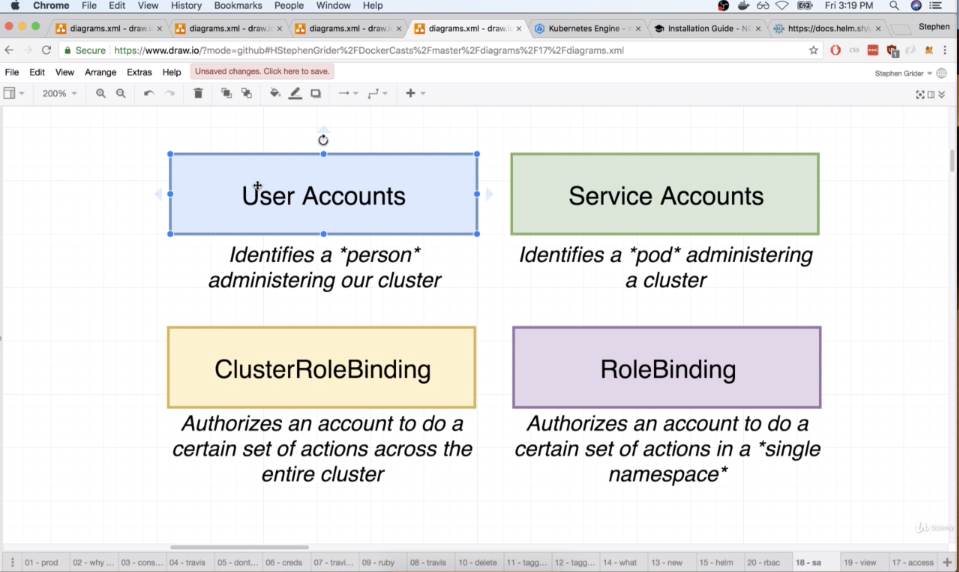 Chrome File Edit View History Bookmarks People Window Help Fri 3:19 PM
diagrams.xml - draw.io diagrams.xml - draw.io diagrams.xml - draw.io diagrams.xml - draw.io Kubernetes Engine - Installation Guide - https://docs.helm.sh/ Stephen
Secure https://www.draw.io/?mode=github#HStephenGrider%2FDockerCasts%2Fmaster%2Fdiagrams%2F17%2Fdiagrams.xml
File Edit View Arrange Extras Help Unsaved changes. Click here to save. Stephen Grider
200%
User Accounts
Service Accounts
Identifies a *person*
administering our cluster
Identifies a *pod* administering
a cluster
ClusterRoleBinding
RoleBinding
Authorizes an account to do a
certain set of actions across the
entire cluster
Authorizes an account to do a
certain set of actions in a *single
namespace*
Udemy
01 - prod 02 - why ... 03 - cons... 04 - travis 05 - dont... 06 - creds 07 - travi... 09 - ruby 08 - travis 10 - delete 11 - tagg... 12 - tagg... 14 - what 13 - new 15 - helm 20 - rbac 18 - sa 19 - view 17 - access